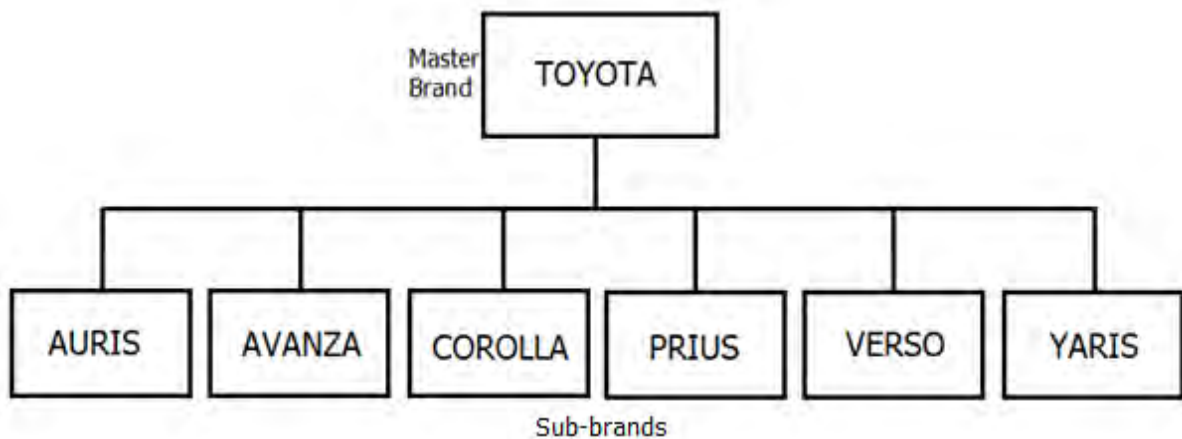 Master
Brand
TOYOTA
AURIS
AVANZA
COROLLA
PRIUS
VERSO
YARIS
Sub-brands